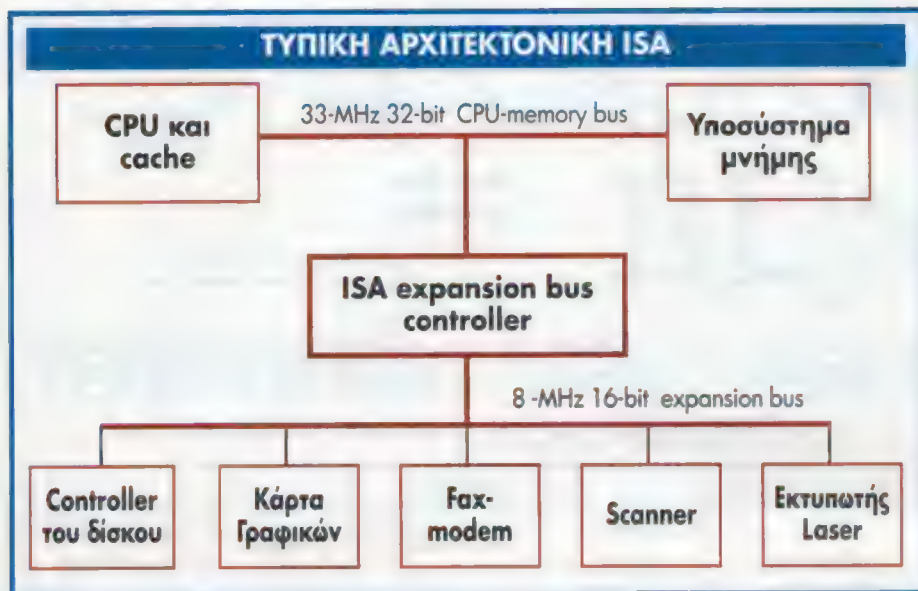 ΤΥΠΙΚΗ ΑΡΧΙΤΕΚΤΟΝΙΚΗ ISA
CPU και
cache
33-MHz 32-bit CPU-memory bus
Υποσύστημα
μνήμης
ISA expansion bus
controller
8-MHz 16-bit expansion bus
Controller
του δίσκου
Κάρτα
Γραφικών
Fax-
modem
Scanner
Εκτυπωτής
Laser